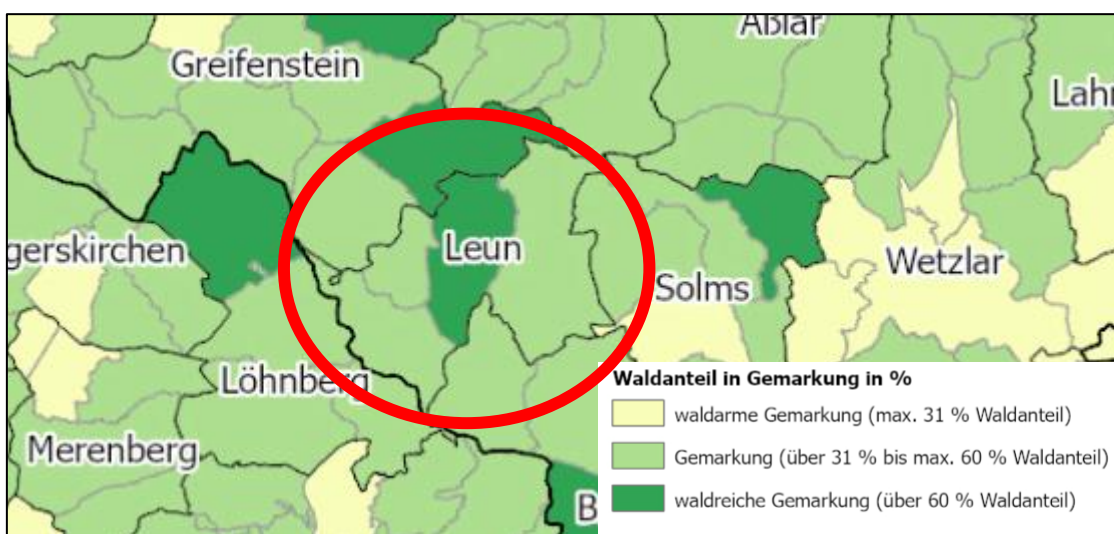 Aßlar
Greifenstein
Lahn
gerskirchen
Leun
Wetzlar
Solms
Löhnberg
Merenberg
B
Waldanteil in Gemarkung in %
waldarme Gemarkung (max. 31 % Waldanteil)
Gemarkung (über 31 % bis max. 60 % Waldanteil)
waldreiche Gemarkung (über 60 % Waldanteil)